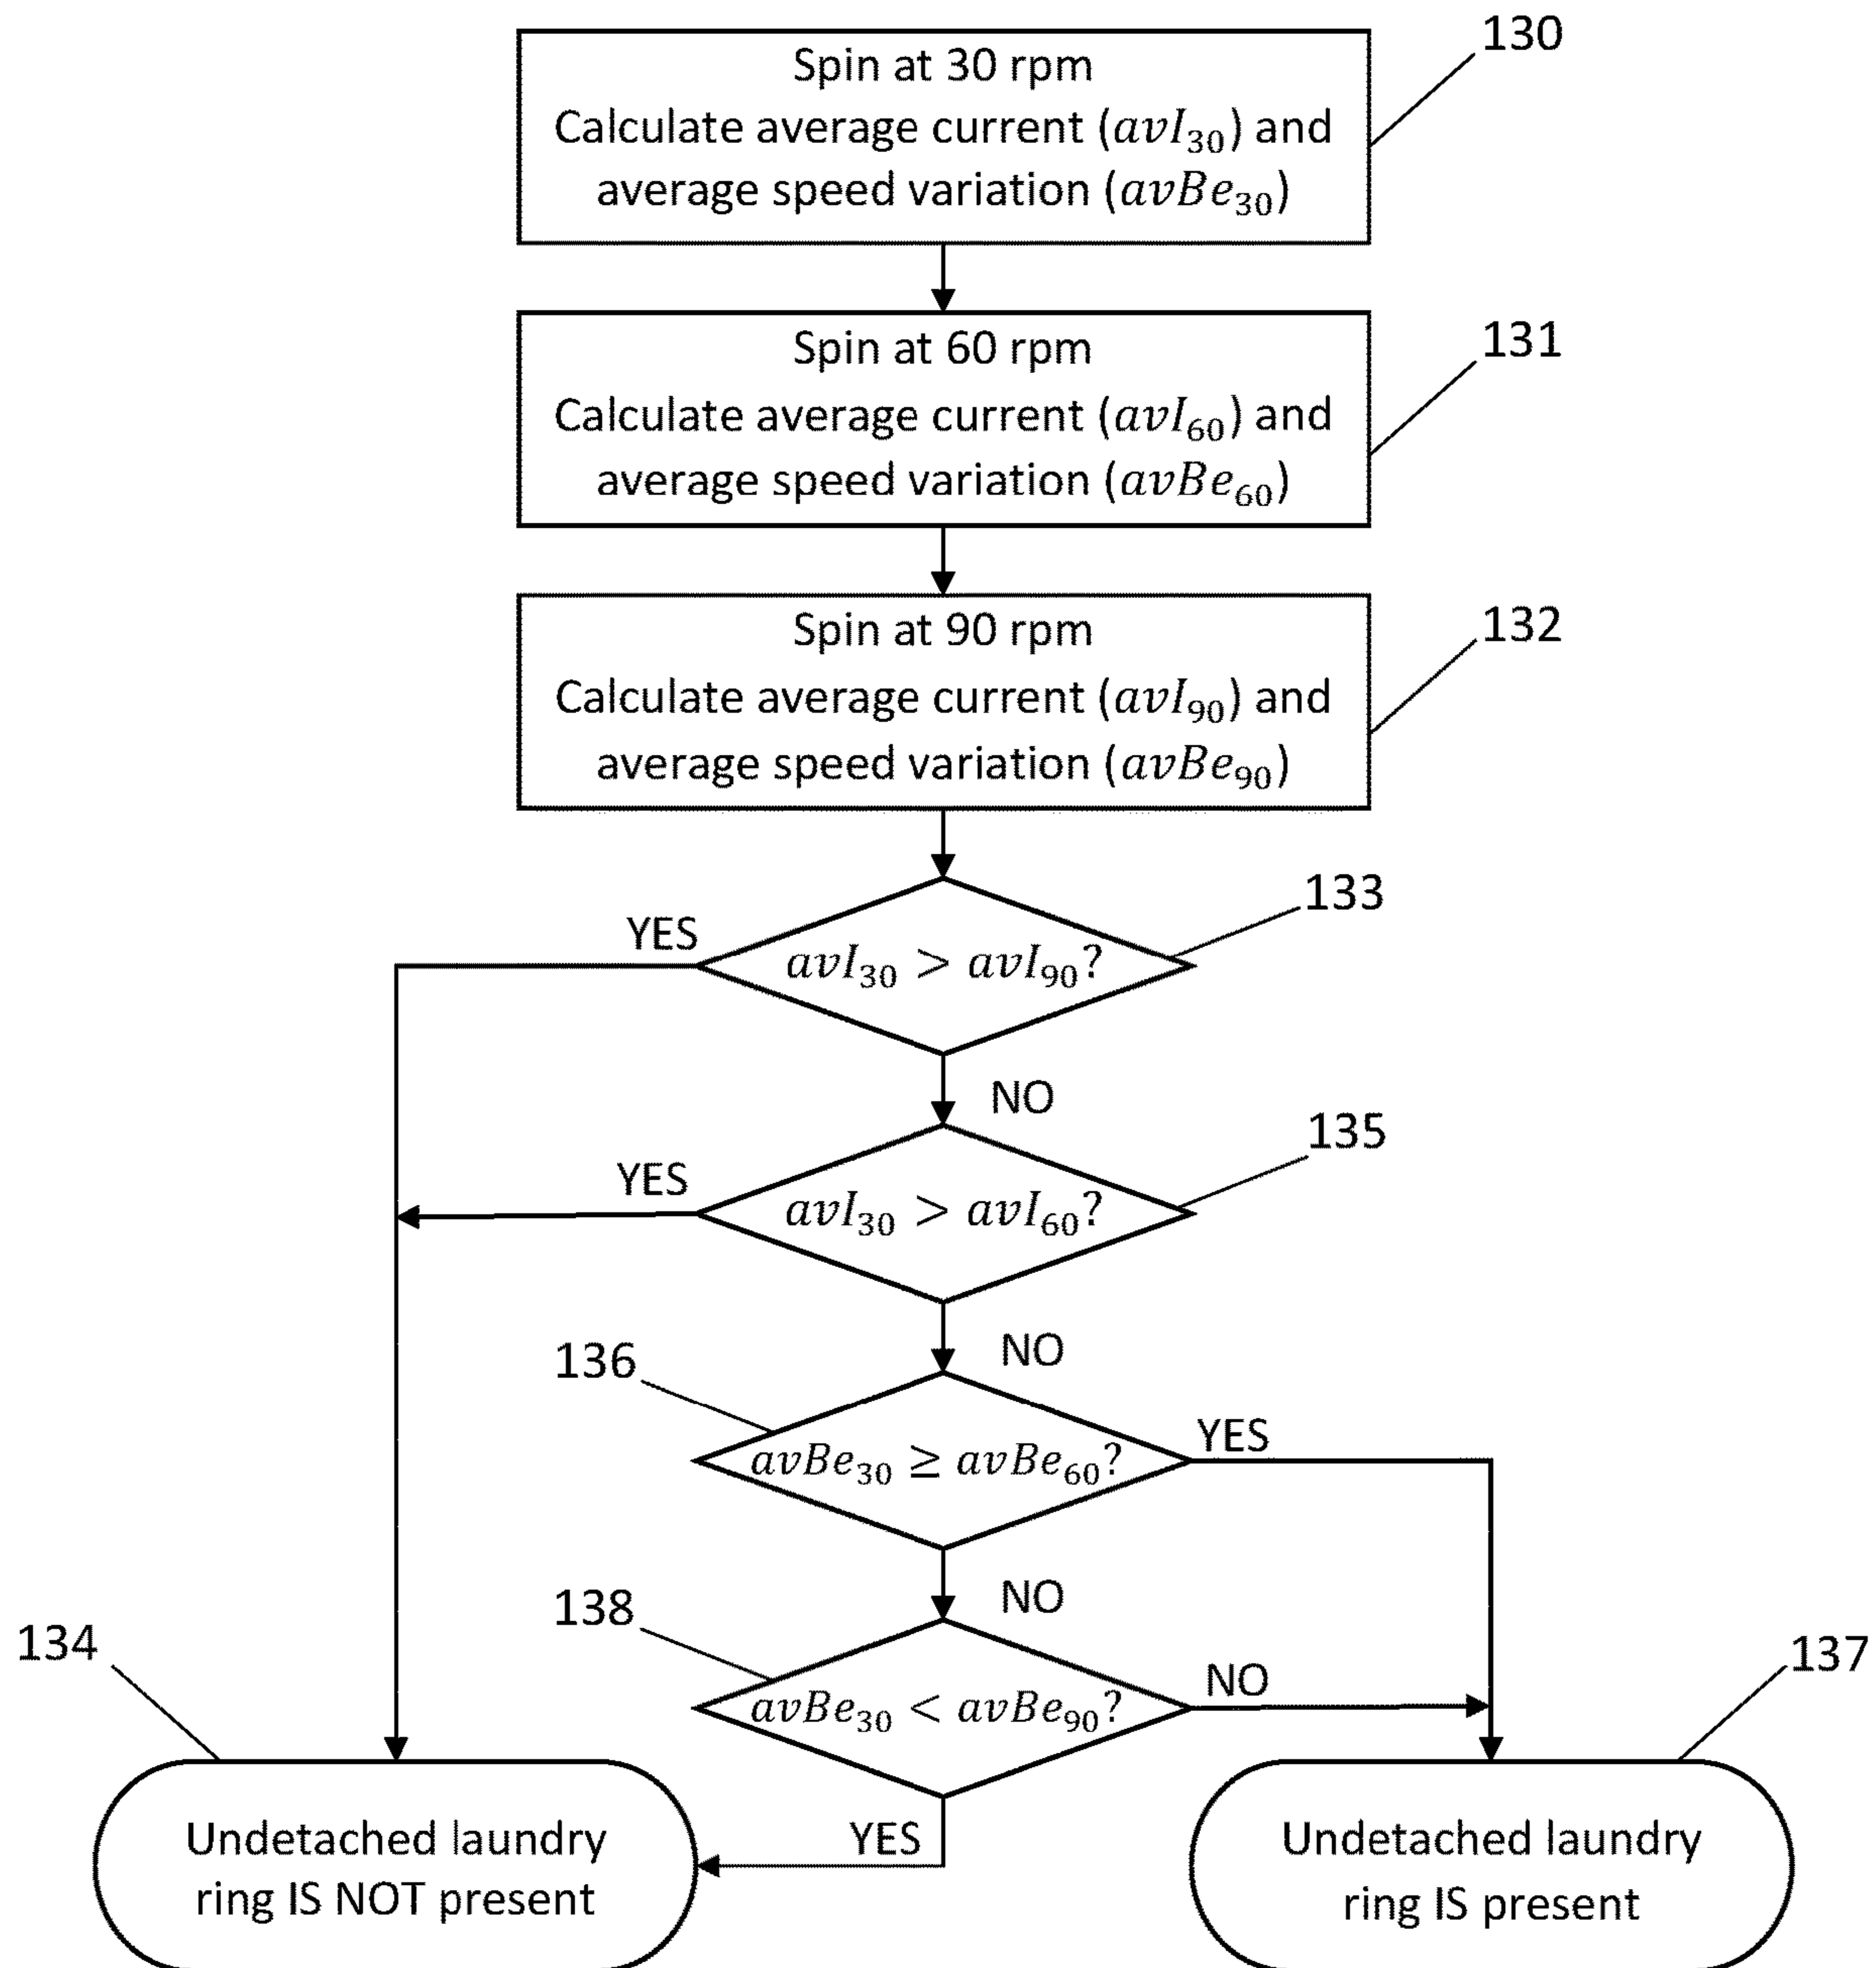 130
Spin at 30 rpm
Calculate average current (avI₃₀) and
average speed variation (avBe₃₀)
131
Spin at 60 rpm
Calculate average current (avI₆₀) and
average speed variation (avBe₆₀)
132
Spin at 90 rpm
Calculate average current (avI₉₀) and
average speed variation (avBe₉₀)
133
YES
avI₃₀ > avI₉₀?
NO
135
YES
avI₃₀ > avI₆₀?
NO
136
YES
avBe₃₀ ≥ avBe₆₀?
NO
138
134
137
NO
avBe₃₀ < avBe₉₀?
YES
Undetached laundry
ring IS NOT present
Undetached laundry
ring IS present